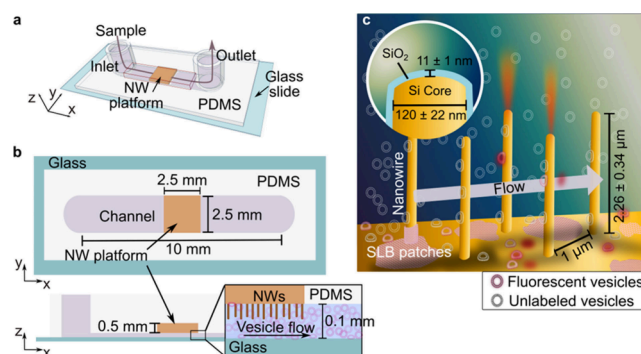 a
Sample
Outlet
Inlet
NW
platform
PDMS
Glass
slide
z
y
x
b
Glass
2.5 mm
PDMS
Channel
2.5 mm
NW platform
10 mm
y
x
0.5 mm
NWs
PDMS
Vesicle flow
0.1 mm
Glass
z
x
c
SiO2
11 ± 1 nm
Si Core
120 ± 22 nm
Nanowire
Flow
2.26 ± 0.34 μm
SLB patches
1 μm
Fluorescent vesicles
Unlabeled vesicles